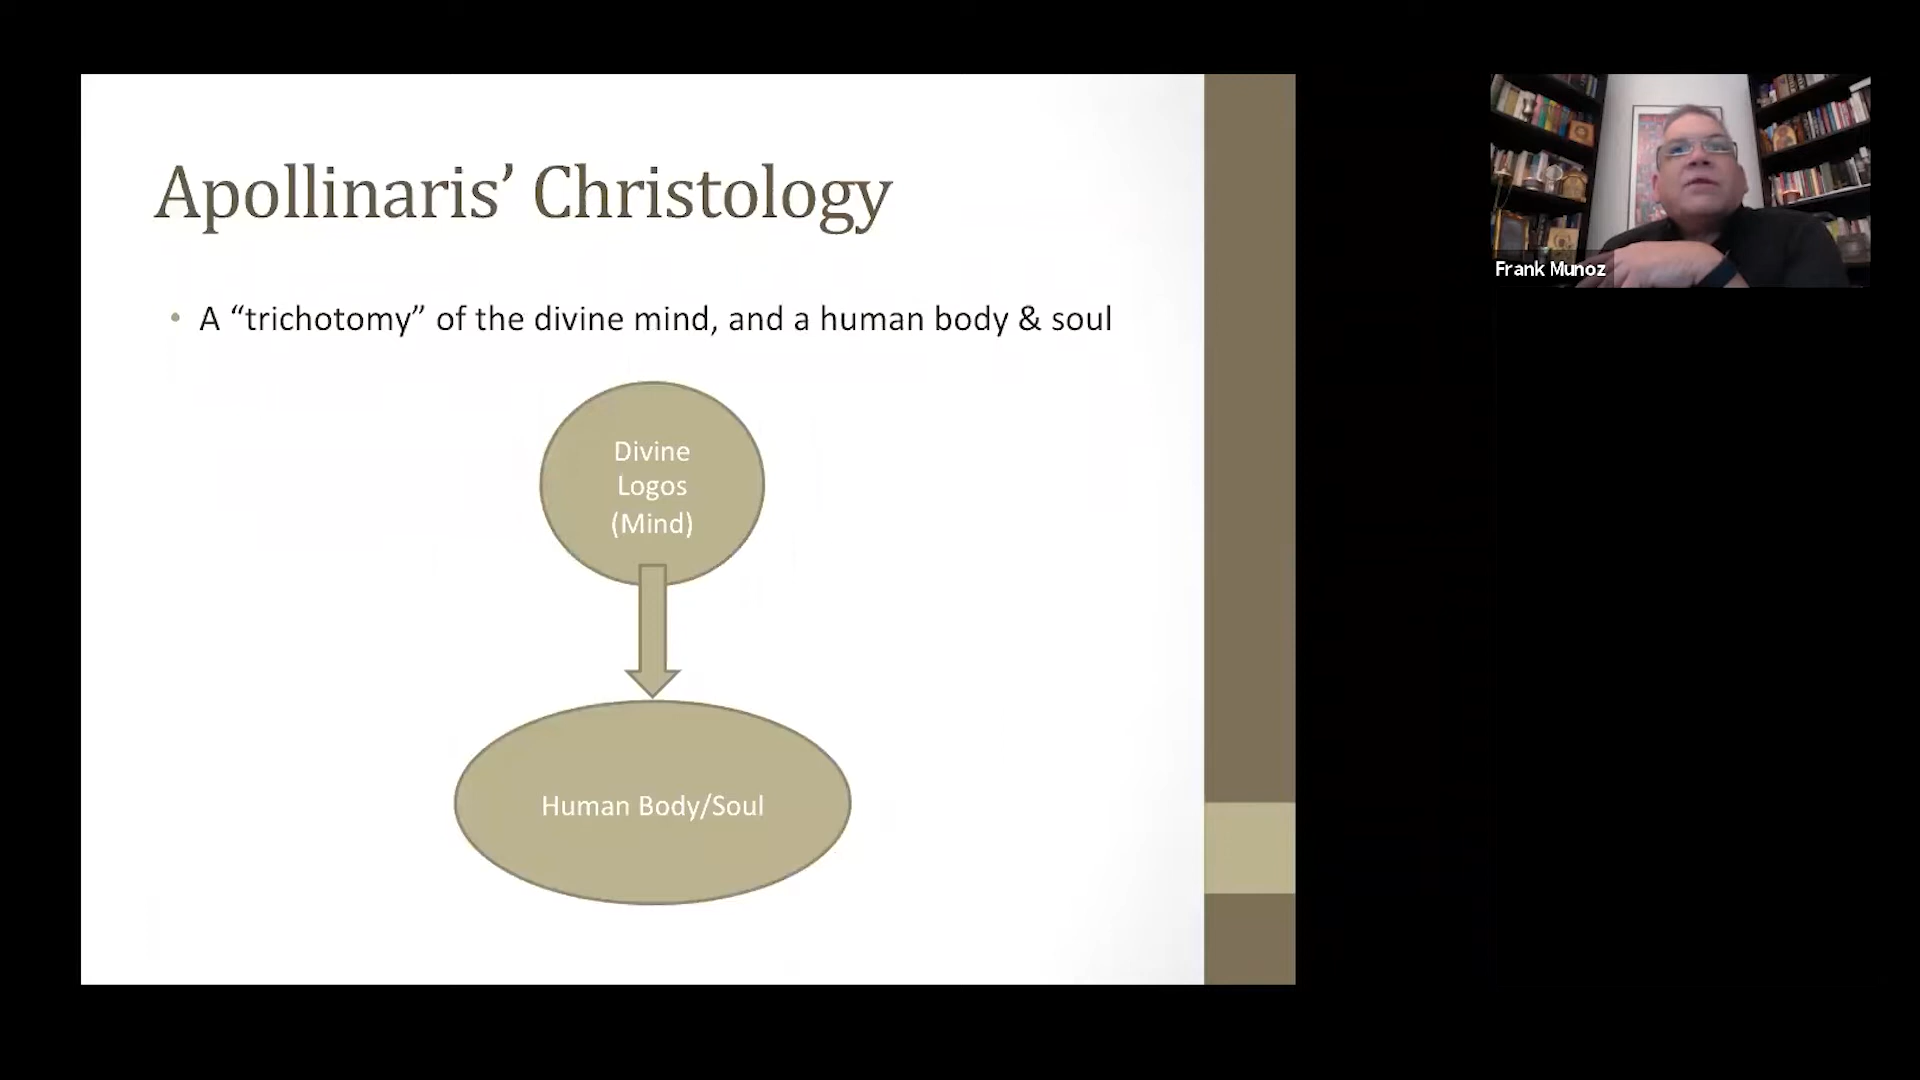 Apollinaris’ Christology
• A “trichotomy” of the divine mind, and a human body & soul
Divine
Logos
(Mind)
Human Body/Soul
Frank Munoz